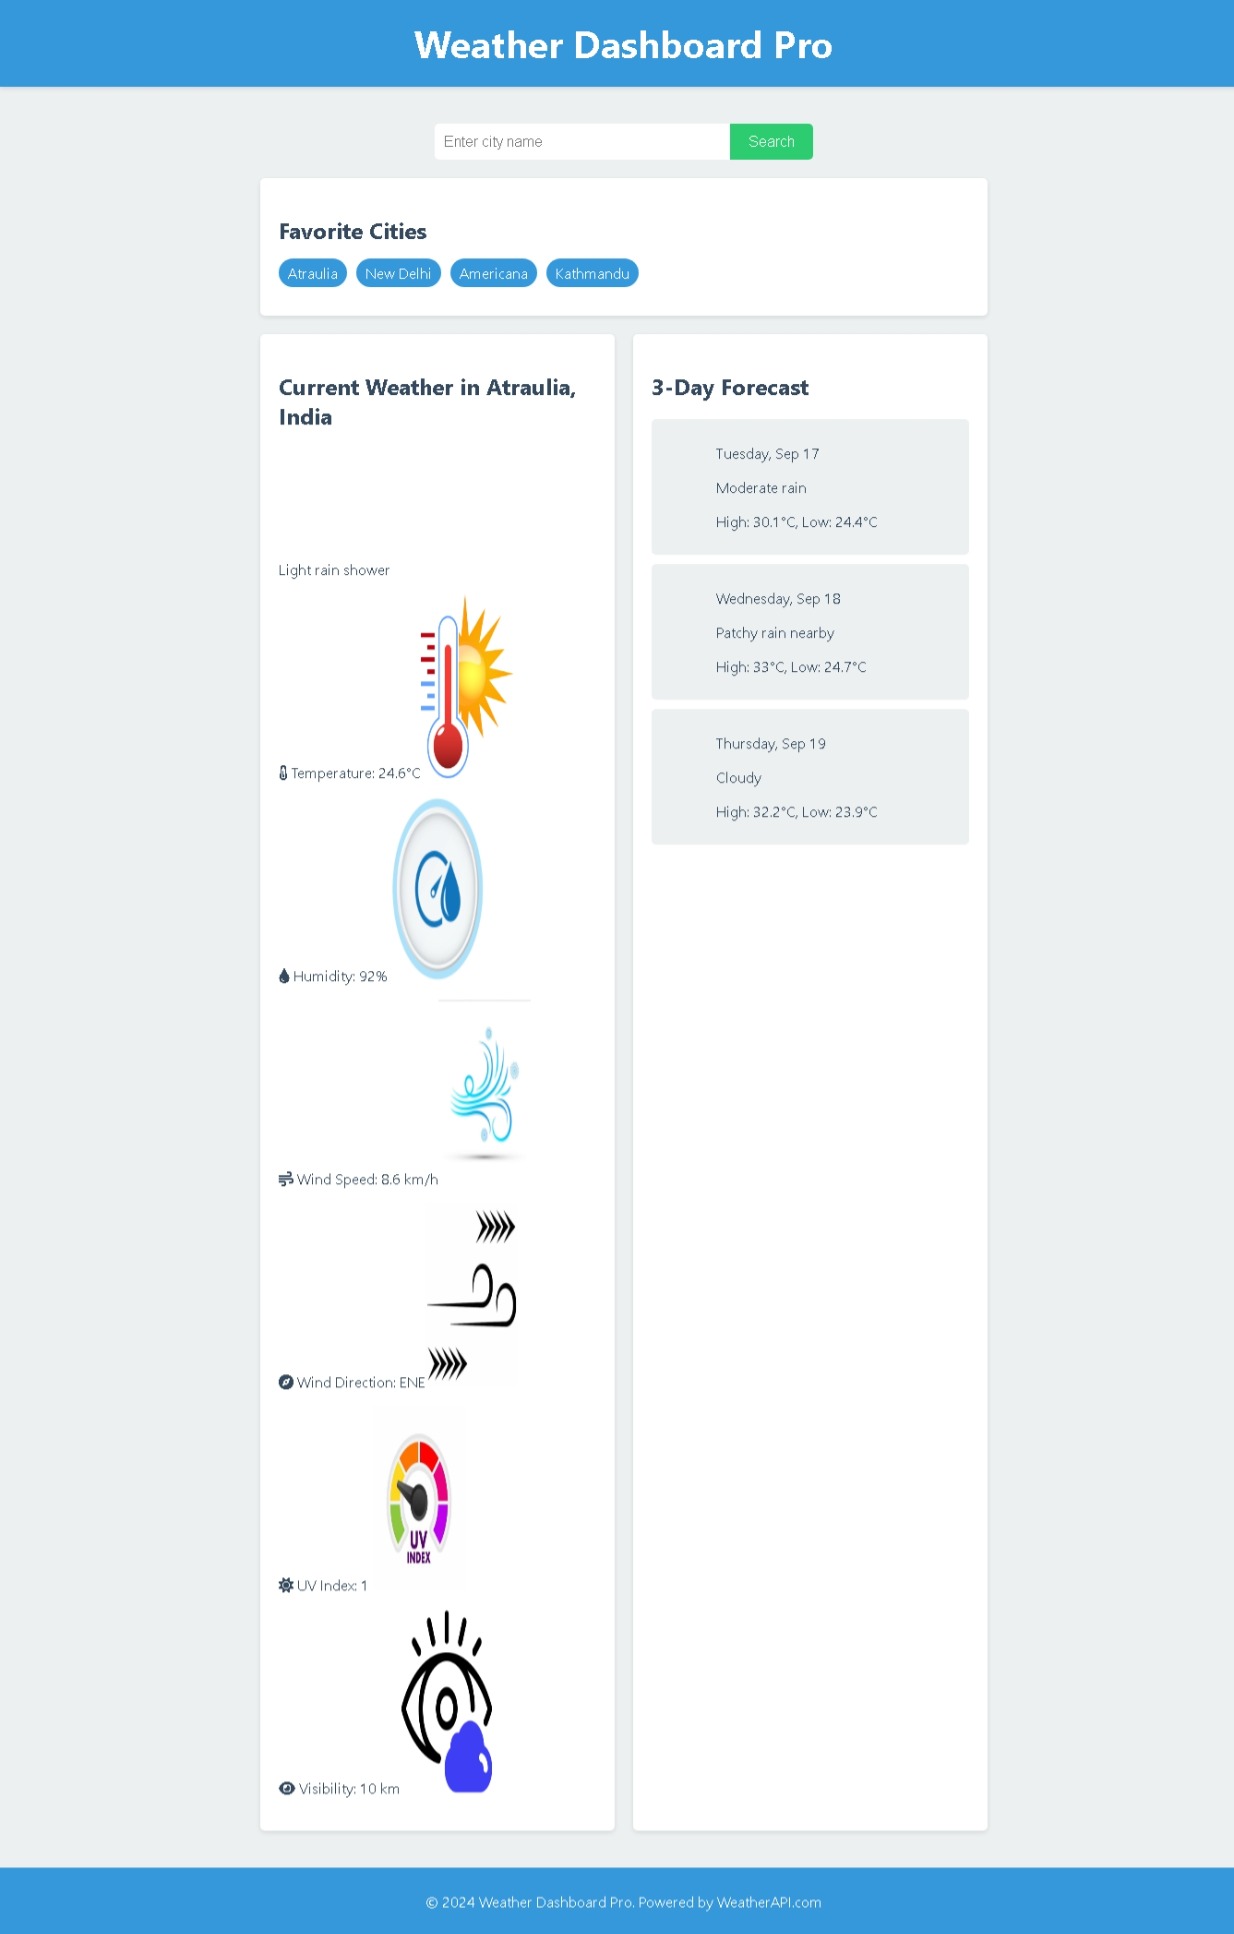 Weather Dashboard Pro
Enter city name
Search
Favorite Cities
Atraulia
New Delhi
Americana
Kathmandu
Current Weather in Atraulia,
India
Light rain shower
Temperature: 24.6°C
Humidity: 92%
Wind Speed: 8.6 km/h
Wind Direction: ENE
UV
INDEX
UV Index: 1
Visibility: 10 km
3-Day Forecast
Tuesday, Sep 17
Moderate rain
High: 30.1°C, Low: 24.4°C
Wednesday, Sep 18
Patchy rain nearby
High: 33°C, Low: 24.7°C
Thursday, Sep 19
Cloudy
High: 32.2°C, Low: 23.9°C
© 2024 Weather Dashboard Pro. Powered by WeatherAPI.com